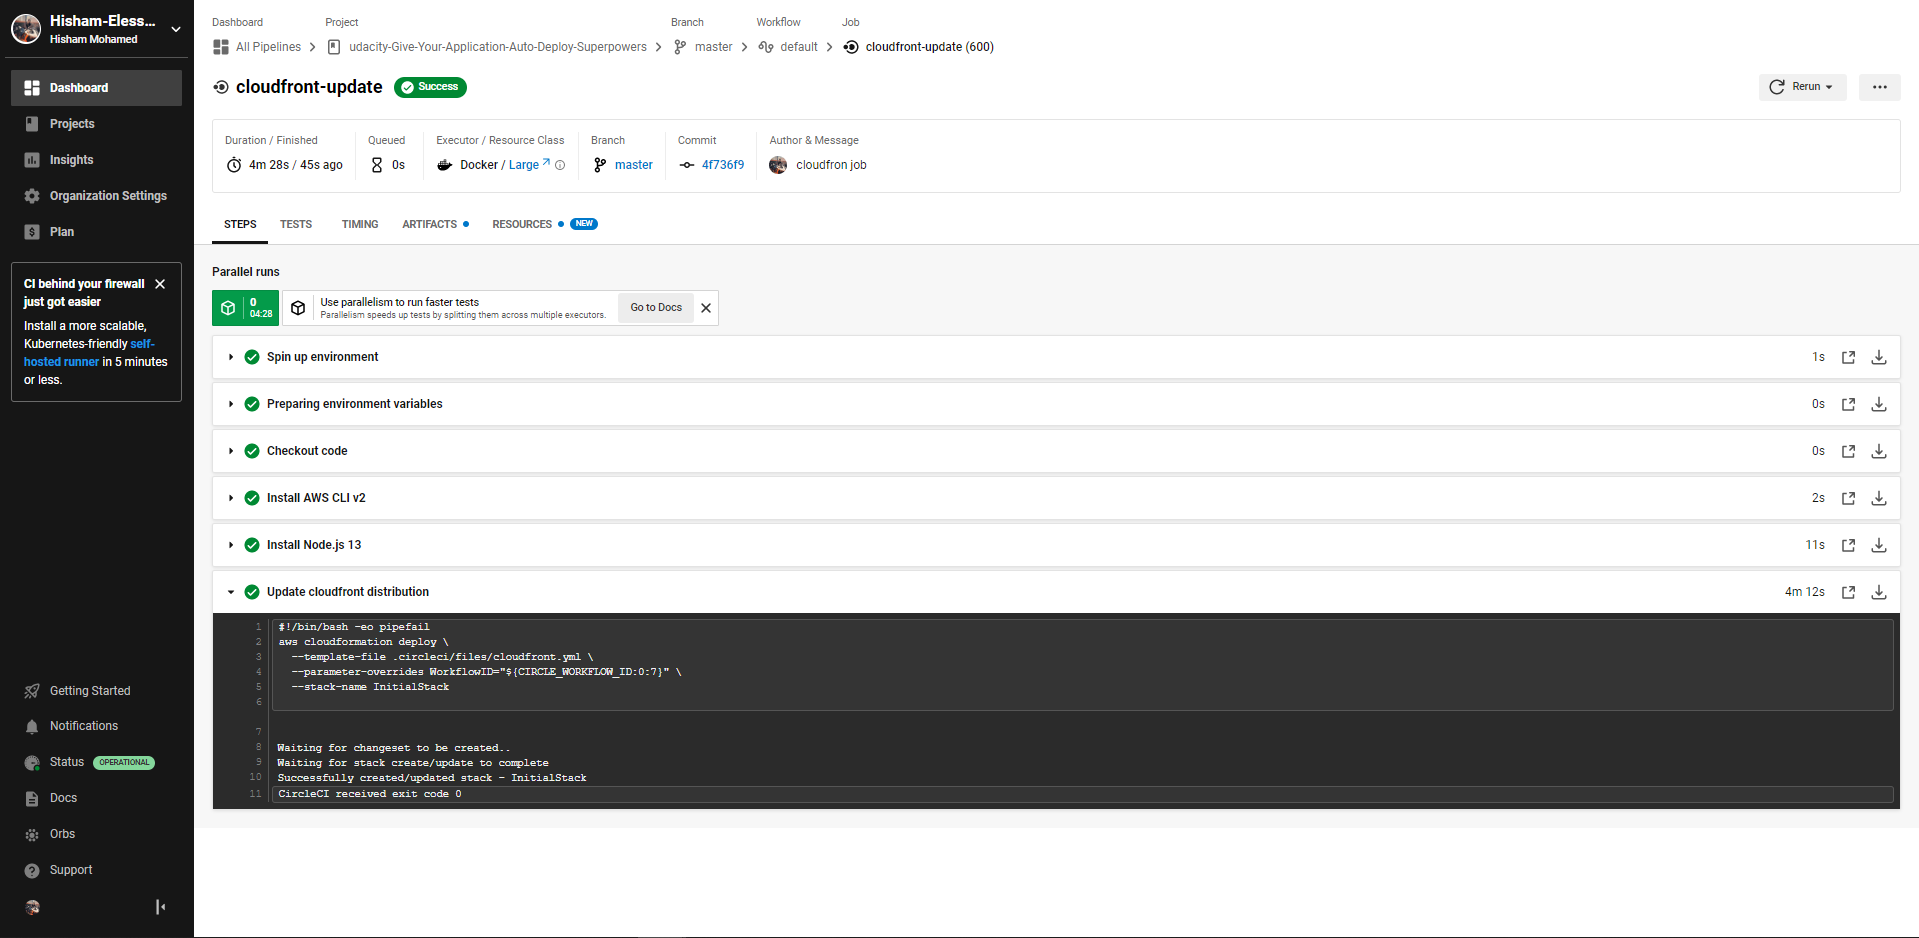 Hisham-Eless...
Hisham Mohamed
Dashboard
Projects
Insights
Organization Settings
Plan
CI behind your firewall
just got easier
Install a more scalable,
Kubernetes-friendly self-
hosted runner in 5 minutes
or less.
Getting Started
Notifications
Status OPERATIONAL
Docs
Orbs
Support
Dashboard Project Branch Workflow Job
All Pipelines udacity-Give-Your-Application-Auto-Deploy-Superpowers master default cloudfront-update (600)
cloudfront-update Success Rerun
Duration / Finished Queued Executor / Resource Class Branch Commit Author & Message
4m 28s / 45s ago 0s Docker / Large master 4f736f9 cloudfron job
STEPS TESTS TIMING ARTIFACTS RESOURCES NEW
Parallel runs
0
04:28
Use parallelism to run faster tests
Parallelism speeds up tests by splitting them across multiple executors.
Go to Docs
Spin up environment 1s
Preparing environment variables 0s
Checkout code 0s
Install AWS CLI v2 2s
Install Node.js 13 11s
Update cloudfront distribution 4m 12s
1 #!/bin/bash -eo pipefail
2 aws cloudformation deploy \
3 --template-file .circleci/files/cloudfront.yml \
4 --parameter-overrides WorkflowID="${CIRCLE_WORKFLOW_ID:0:7}" \
5 --stack-name InitialStack
6
7
8 Waiting for changeset to be created..
9 Waiting for stack create/update to complete
10 Successfully created/updated stack - InitialStack
11 CircleCI received exit code 0